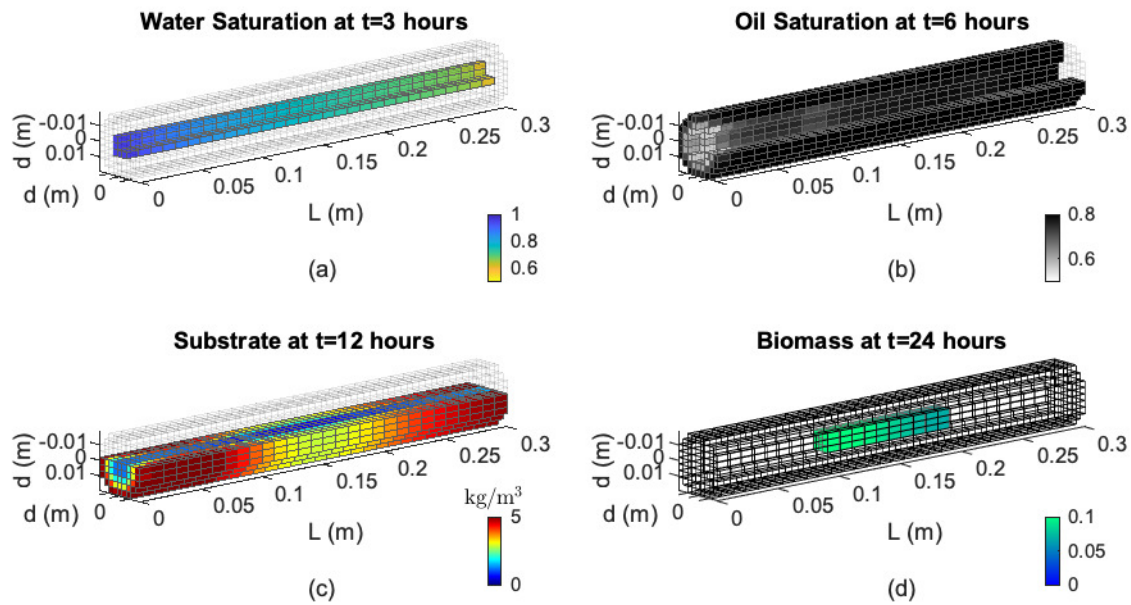 Water Saturation at t=3 hours
-0.01
0
0.01
d (m)
0
d (m)
0
0.05
0.1
0.15
0.2
0.25
0.3
L (m)
1
0.8
0.6
(a)
Oil Saturation at t=6 hours
-0.01
0
0.01
d (m)
0
d (m)
0
0.05
0.1
0.15
0.2
0.25
0.3
L (m)
0.8
0.6
(b)
Substrate at t=12 hours
-0.01
0
0.01
d (m)
0
d (m)
0
0.05
0.1
0.15
0.2
0.25
0.3
L (m)
kg/m³
5
0
(c)
Biomass at t=24 hours
-0.01
0
0.01
d (m)
0
d (m)
0
0.05
0.1
0.15
0.2
0.25
0.3
L (m)
0.1
0.05
0
(d)